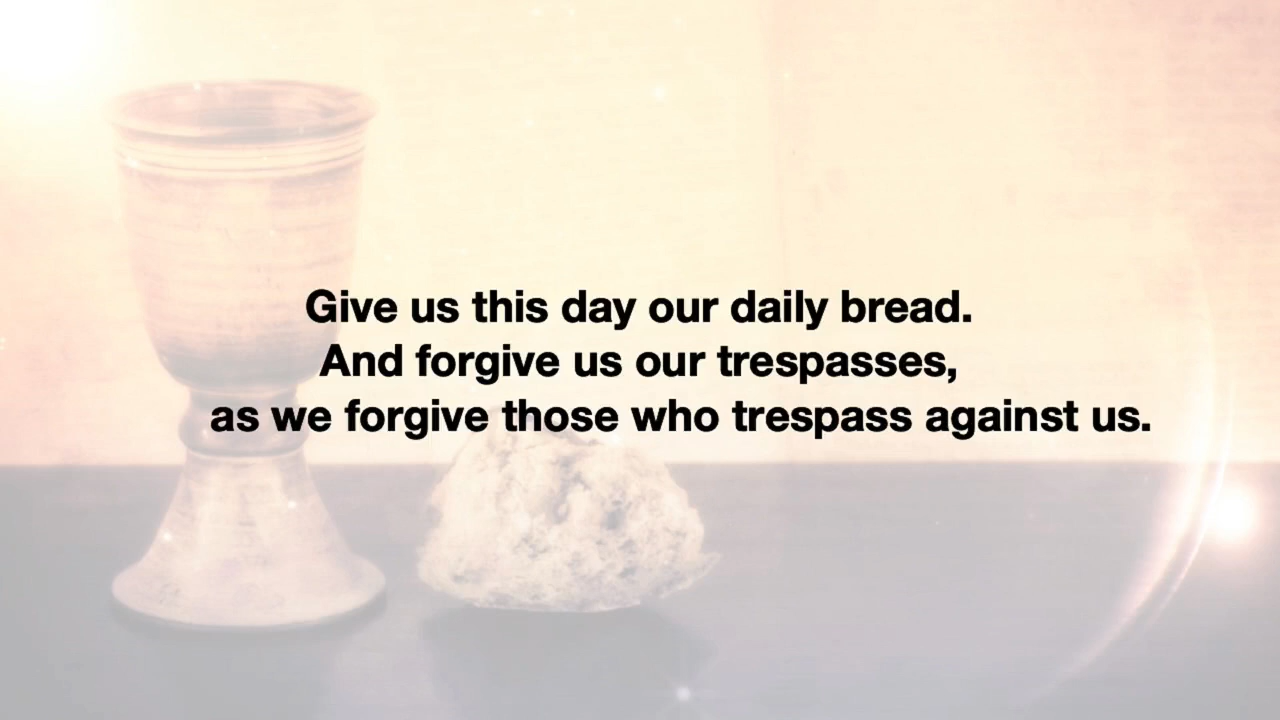 Give us this day our daily bread.
And forgive us our trespasses,
as we forgive those who trespass against us.